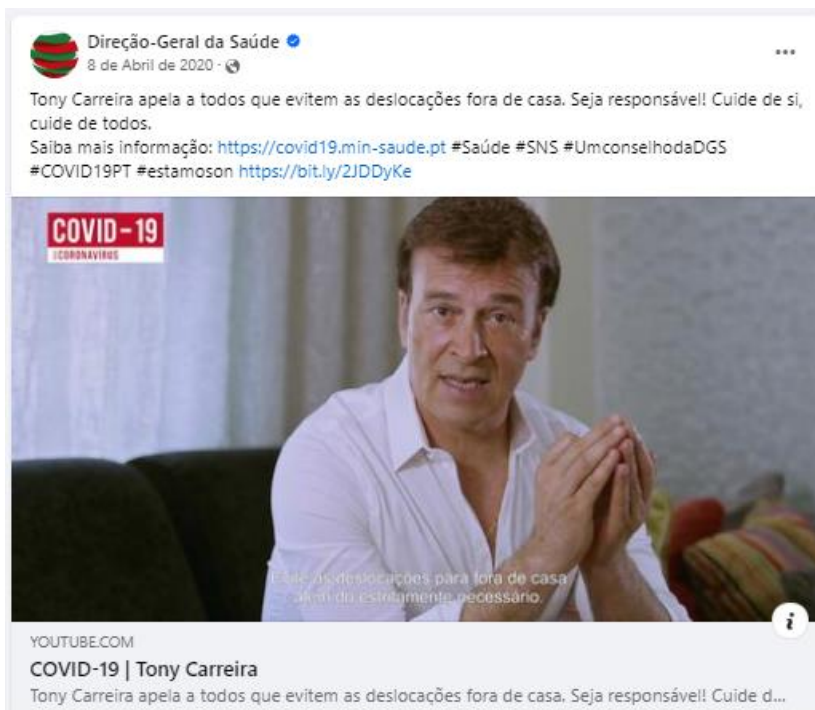 Direção-Geral da Saúde
8 de Abril de 2020 ·
Tony Carreira apela a todos que evitem as deslocações fora de casa. Seja responsável! Cuide de si,
cuide de todos.
Saiba mais informação: https://covid19.min-saude.pt #Saúde #SNS #UmconselhodaDGS
#COVID19PT #estamoson https://bit.ly/2JDDyKe
COVID-19
CORONAVÍRUS
Evite as deslocações para fora de casa
além do estritamente necessário.
YOUTUBE.COM
COVID-19 | Tony Carreira
Tony Carreira apela a todos que evitem as deslocações fora de casa. Seja responsável! Cuide d...